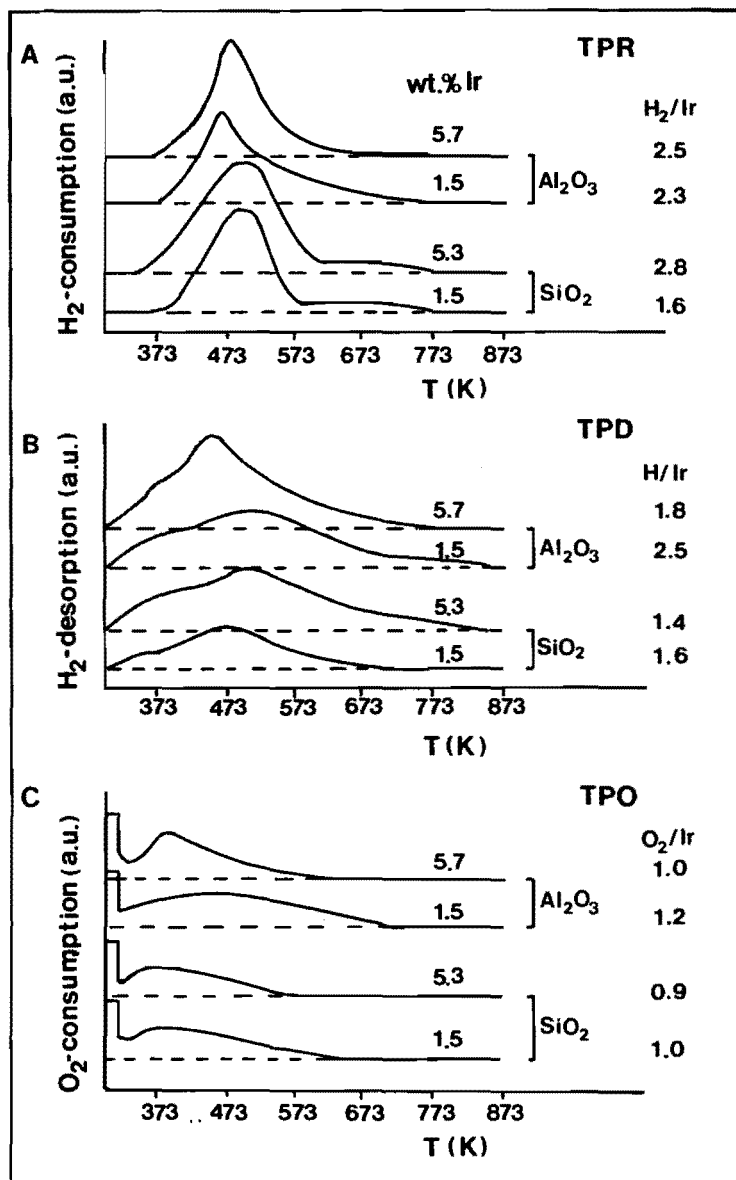 A
TPR
H₂-consumption (a.u.)
wt.% Ir
H₂/Ir
5.7
2.5
1.5
Al₂O₃
2.3
5.3
2.8
1.5
SiO₂
1.6
373 473 573 673 773 873
T (K)
B
TPD
H₂-desorption (a.u.)
H/Ir
5.7
1.8
1.5
Al₂O₃
2.5
5.3
1.4
1.5
SiO₂
1.6
373 473 573 673 773 873
T (K)
C
TPO
O₂-consumption (a.u.)
O₂/Ir
5.7
1.0
1.5
Al₂O₃
1.2
5.3
0.9
1.5
SiO₂
1.0
373 473 573 673 773 873
T (K)